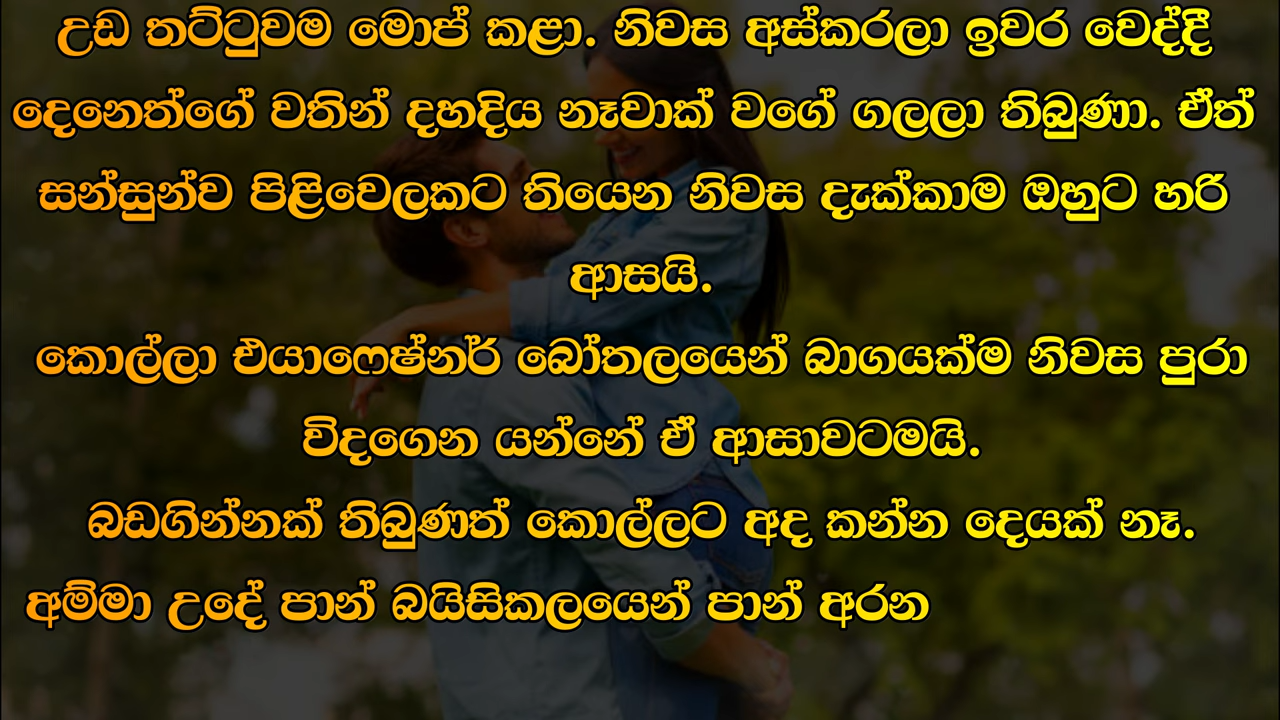 උඩ තට්ටුවම මොප් කළා. නිවස අස්කරලා ඉවර වෙද්දී
දෙනෙත්ගේ වතින් දහදිය නෑවාක් වගේ ගලලා තිබුණා. ඒත්
සන්සුන්ව පිළිවෙලකට තියෙන නිවස දැක්කාම ඔහුට හරි
ආසයි.
කොල්ලා එයාෆෙෂ්නර් බෝතලයෙන් බාගයක්ම නිවස පුරා
විදගෙන යන්නේ ඒ ආසාවටමයි.
බඩගින්නක් තිබුණත් කොල්ලට අද කන්න දෙයක් නෑ.
අම්මා උදේ පාන් බයිසිකලයෙන් පාන් අරන